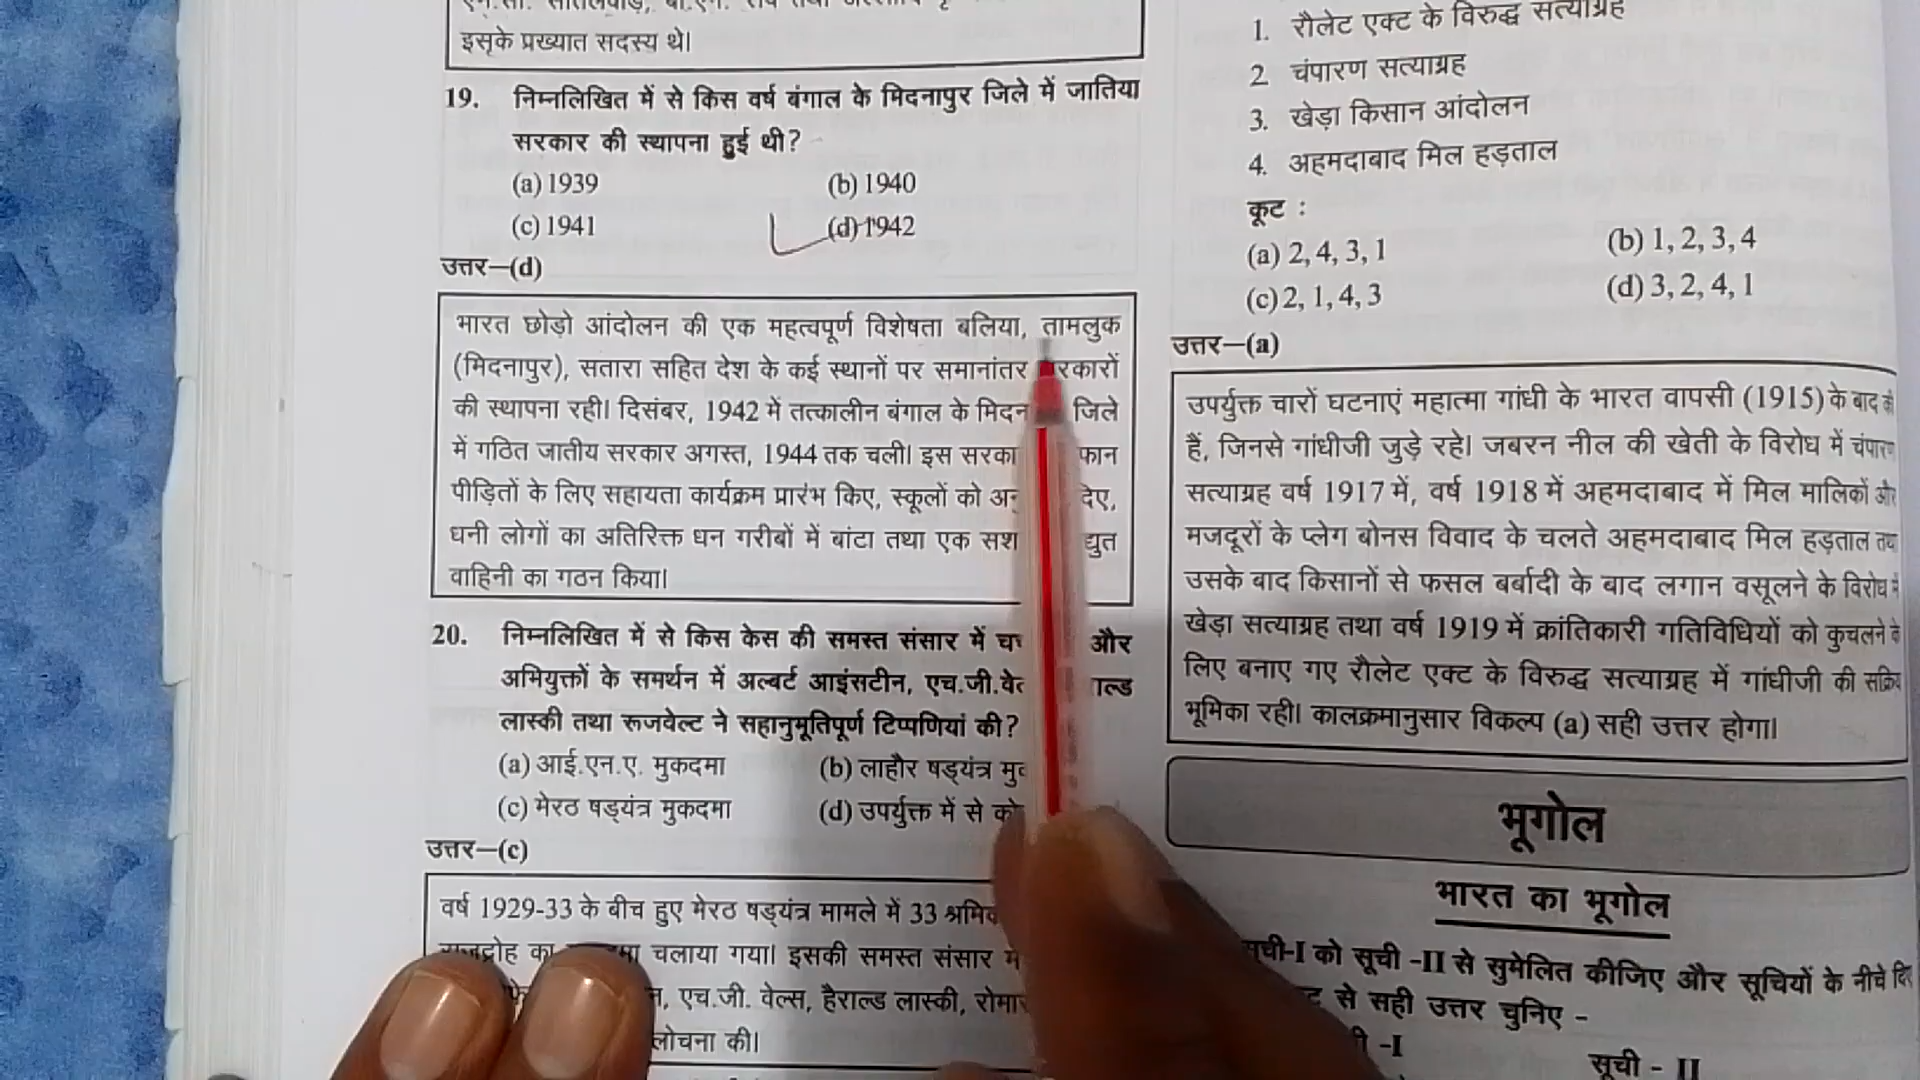 इसके प्रख्यात सदस्य थे।
19. निम्नलिखित में से किस वर्ष बंगाल के मिदनापुर जिले में जातिया
सरकार की स्थापना हुई थी?
(a) 1939 (b) 1940
(c) 1941 (d) 1942
उत्तर–(d)
भारत छोड़ो आंदोलन की एक महत्वपूर्ण विशेषता बलिया, तामलुक
(मिदनापुर), सतारा सहित देश के कई स्थानों पर समानांतर
की स्थापना रही। दिसंबर, 1942 में तत्कालीन बंगाल के जिले
में गठित जातीय सरकार अगस्त, 1944 तक चली। इस
पीड़ितों के लिए सहायता कार्यक्रम प्रारंभ किए, स्कूलों को दिए,
धनी लोगों का अतिरिक्त धन गरीबों में बांटा तथा एक
वाहिनी का गठन किया।
20. निम्नलिखित में से किस केस की समस्त संसार में और
अभियुक्तों के समर्थन में अल्बर्ट आइंसटीन, एच.जी.
लास्की तथा रूजवेल्ट ने सहानुभूतिपूर्ण टिप्पणियां की?
(a) आई.एन.ए. मुकदमा (b) लाहौर षड्यंत्र
(c) मेरठ षड्यंत्र मुकदमा (d) उपर्युक्त में से
उत्तर–(c)
वर्ष 1929-33 के बीच हुए मेरठ षड्यंत्र मामले में 33
चलाया गया। इसकी समस्त संसार
एच.जी. वेल्स, हैराल्ड लास्की,
की।
1. रौलेट एक्ट के विरुद्ध सत्याग्रह
2 चंपारण सत्याग्रह
3. खेड़ा किसान आंदोलन
4. अहमदाबाद मिल हड़ताल
कूट :
(a) 2, 4, 3, 1 (b) 1, 2, 3, 4
(c) 2, 1, 4, 3 (d) 3, 2, 4, 1
उत्तर–(a)
उपर्युक्त चारों घटनाएं महात्मा गांधी के भारत वापसी (1915) के बाद
हैं, जिनसे गांधीजी जुड़े रहे। जबरन नील की खेती के विरोध में चंपारण
सत्याग्रह वर्ष 1917 में, वर्ष 1918 में अहमदाबाद में मिल मालिकों और
मजदूरों के प्लेग बोनस विवाद के चलते अहमदाबाद मिल हड़ताल तथा
उसके बाद किसानों से फसल बर्बादी के बाद लगान वसूलने के विरोध में
खेड़ा सत्याग्रह तथा वर्ष 1919 में क्रांतिकारी गतिविधियों को कुचलने के
लिए बनाए गए रौलेट एक्ट के विरुद्ध सत्याग्रह में गांधीजी की सक्रिय
भूमिका रही। कालक्रमानुसार विकल्प (a) सही उत्तर होगा।
भूगोल
भारत का भूगोल
सूची-I को सूची -II से सुमेलित कीजिए और सूचियों के नीचे
से सही उत्तर चुनिए -
-I सूची - II